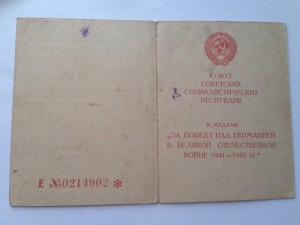 Е №0214902 *
СОЮЗ
СОВЕТСКИХ
СОЦИАЛИСТИЧЕСКИХ
РЕСПУБЛИК
К МЕДАЛИ
„ЗА ПОБЕДУ НАД ГЕРМАНИЕЙ
В ВЕЛИКОЙ ОТЕЧЕСТВЕННОЙ
ВОЙНЕ 1941—1945 гг."